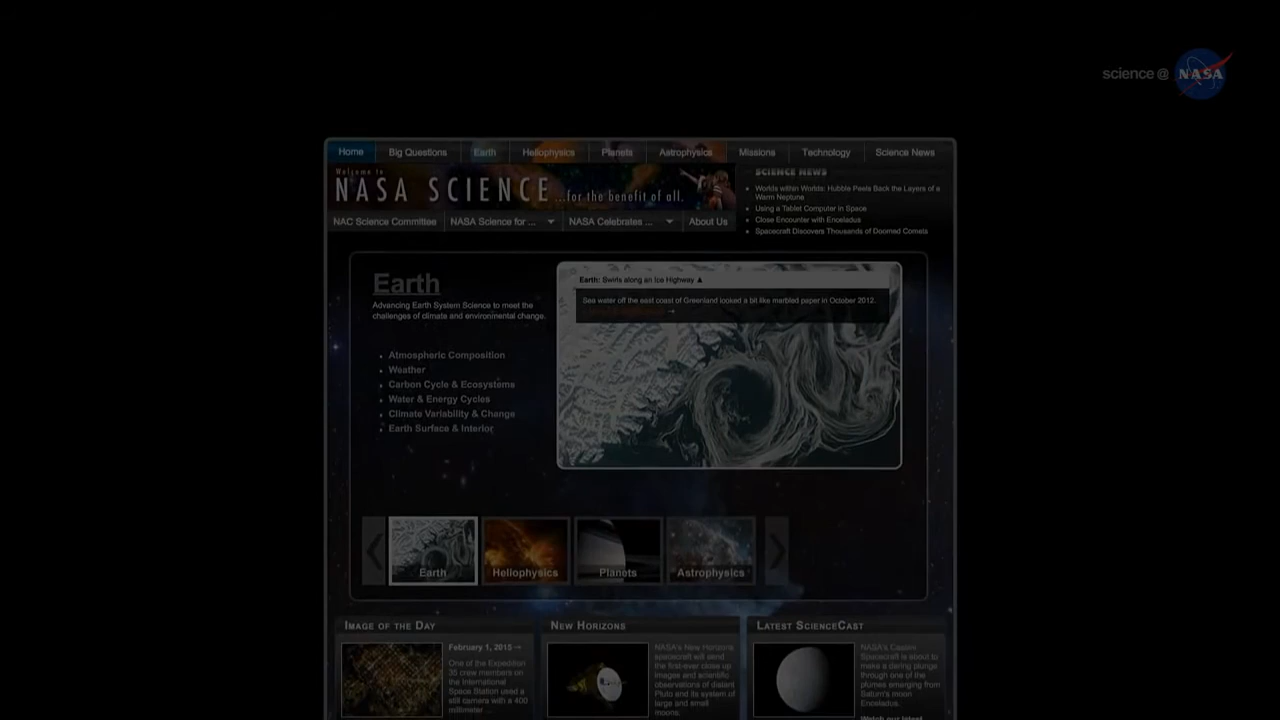 science@ NASA
Home Big Questions Earth Heliophysics Planets Astrophysics Missions Technology Science News
Welcome to
NASA SCIENCE ...for the benefit of all.
SCIENCE NEWS
Worlds within Worlds: Hubble Peels Back the Layers of a
Warm Neptune
Using a Tablet Computer in Space
Close Encounter with Enceladus
Spacecraft Discovers Thousands of Doomed Comets
NAC Science Committee NASA Science for ... NASA Celebrates ... About Us
Earth
Advancing Earth System Science to meet the
challenges of climate and environmental change.
Atmospheric Composition
Weather
Carbon Cycle & Ecosystems
Water & Energy Cycles
Climate Variability & Change
Earth Surface & Interior
Earth: Swirls along an Ice Highway ▲
Sea water off the east coast of Greenland looked a bit like marbled paper in October 2012.
→
Earth Heliophysics Planets Astrophysics
IMAGE OF THE DAY
February 1, 2015→
One of the Expedition
35 crew members on
the International
Space Station used a
still camera with a 400
millimeter ...
NEW HORIZONS
NASA's New Horizons
spacecraft will send
the first-ever close up
images and scientific
observations of distant
Pluto and its system of
large and small
moons.
LATEST SCIENCECAST
NASA's Cassini
Spacecraft is about to
make a daring plunge
through one of the
plumes emerging from
Saturn's moon
Enceladus.
Watch our latest